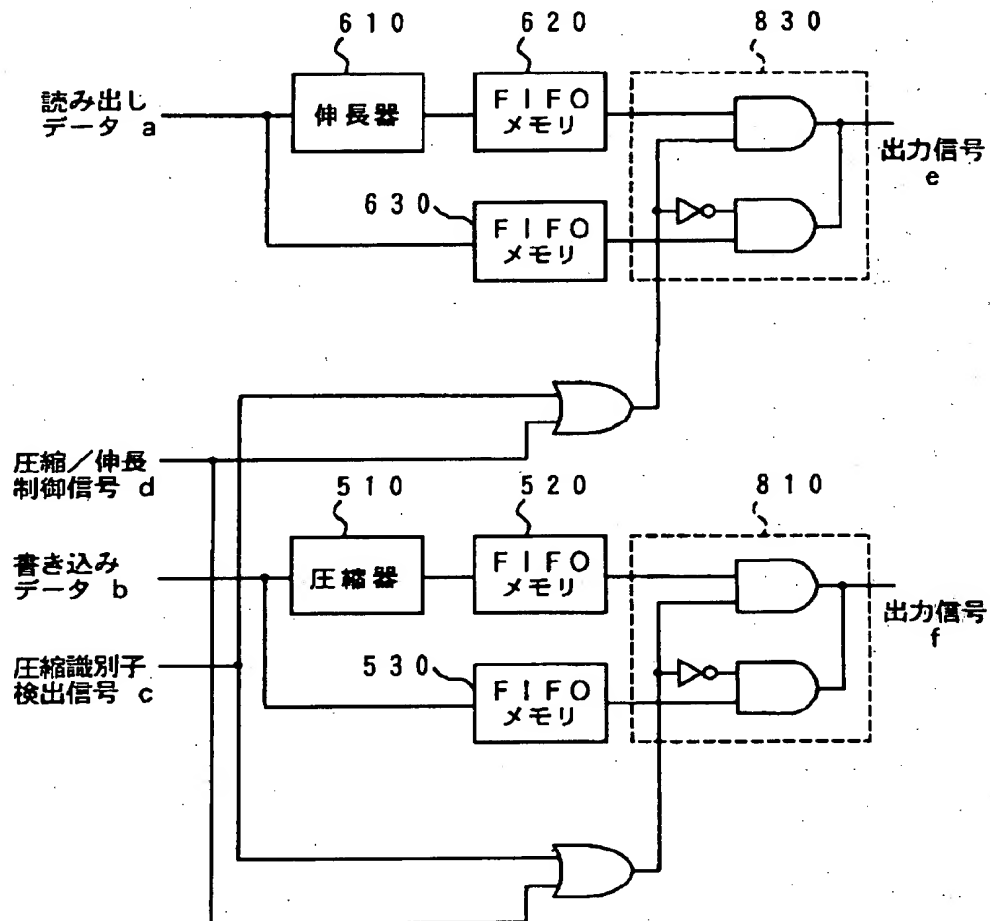 610
620
830
読み出し
データ a
伸長器
FIFO
メモリ
出力信号
e
630
FIFO
メモリ
圧縮/伸長
制御信号 d
510
520
810
書き込み
データ b
圧縮器
FIFO
メモリ
出力信号
f
圧縮識別子
検出信号 c
530
FIFO
メモリ